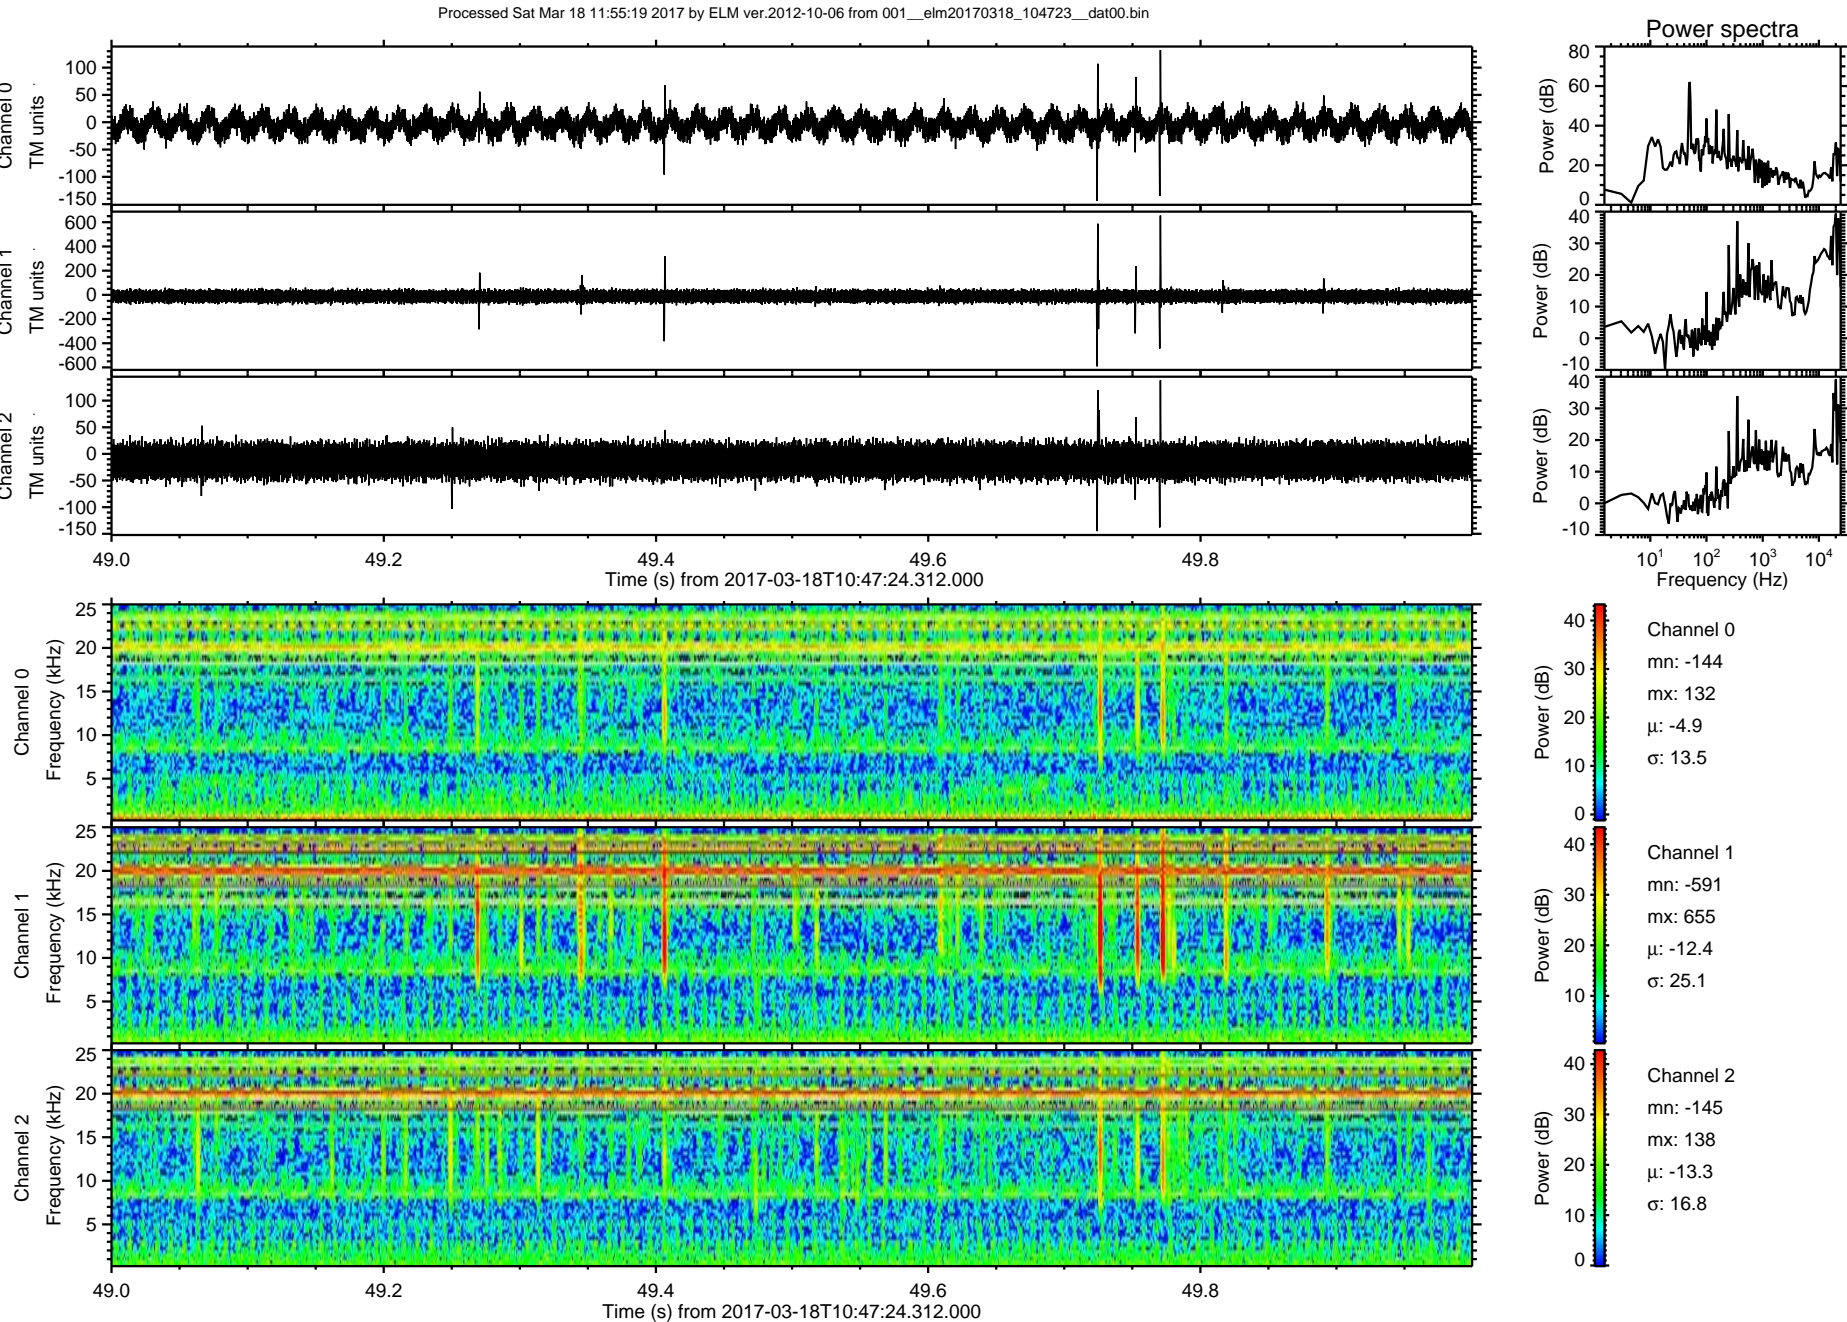 Processed Sat Mar 18 11:55:19 2017 by ELM ver.2012-10-06 from 001__elm20170318_104723__dat00.bin
Power spectra
Channel 0
TM units
100
50
0
-50
-100
-150
Power (dB)
80
60
40
20
0
Channel 1
TM units
600
400
200
0
-200
-400
-600
Power (dB)
40
30
20
10
0
-10
Channel 2
TM units
100
50
0
-50
-100
-150
Power (dB)
40
30
20
10
0
-10
49.0 49.2 49.4 49.6 49.8
Time (s) from 2017-03-18T10:47:24.312.000
10^1 10^2 10^3 10^4
Frequency (Hz)
Channel 0
Frequency (kHz)
25
20
15
10
5
Power (dB)
40
30
20
10
0
Channel 0
mn: -144
mx: 132
μ: -4.9
σ: 13.5
Channel 1
Frequency (kHz)
25
20
15
10
5
Power (dB)
40
30
20
10
Channel 1
mn: -591
mx: 655
μ: -12.4
σ: 25.1
Channel 2
Frequency (kHz)
25
20
15
10
5
Power (dB)
40
30
20
10
0
Channel 2
mn: -145
mx: 138
μ: -13.3
σ: 16.8
49.0 49.2 49.4 49.6 49.8
Time (s) from 2017-03-18T10:47:24.312.000